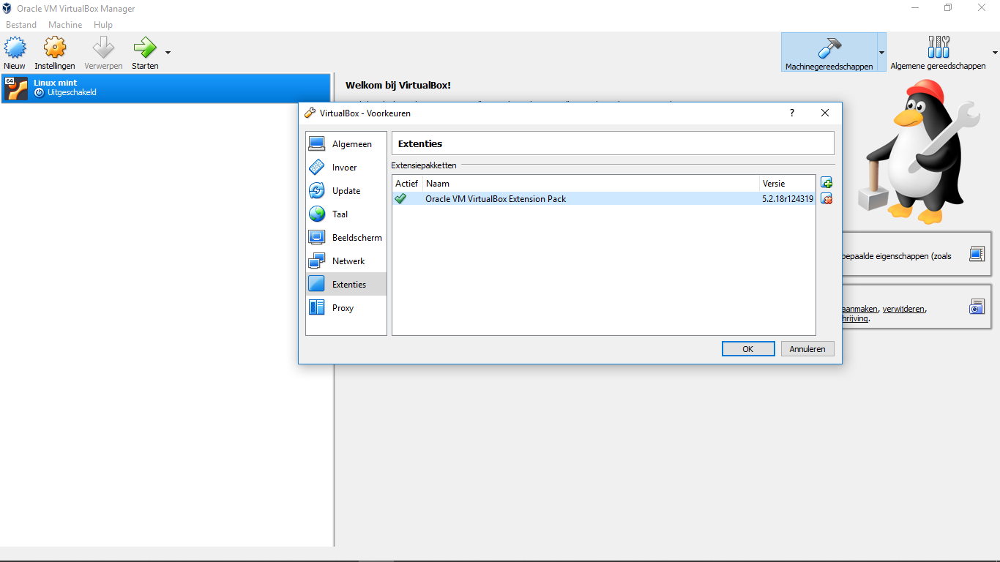 Oracle VM VirtualBox Manager
Bestand Machine Hulp
Nieuw Instellingen Verwerpen Starten
Machinegereedschappen Algemene gereedschappen
64
Linux mint
Uitgeschakeld
Welkom bij VirtualBox!
VirtualBox - Voorkeuren
?
Algemeen
Invoer
Update
Taal
Beeldscherm
Netwerk
Extenties
Proxy
Extenties
Extensiepakketten
Actief Naam Versie
Oracle VM VirtualBox Extension Pack 5.2.18r124319
OK Annuleren
bepaalde eigenschappen (zoals
aanmaken, verwijderen,
hrijving.